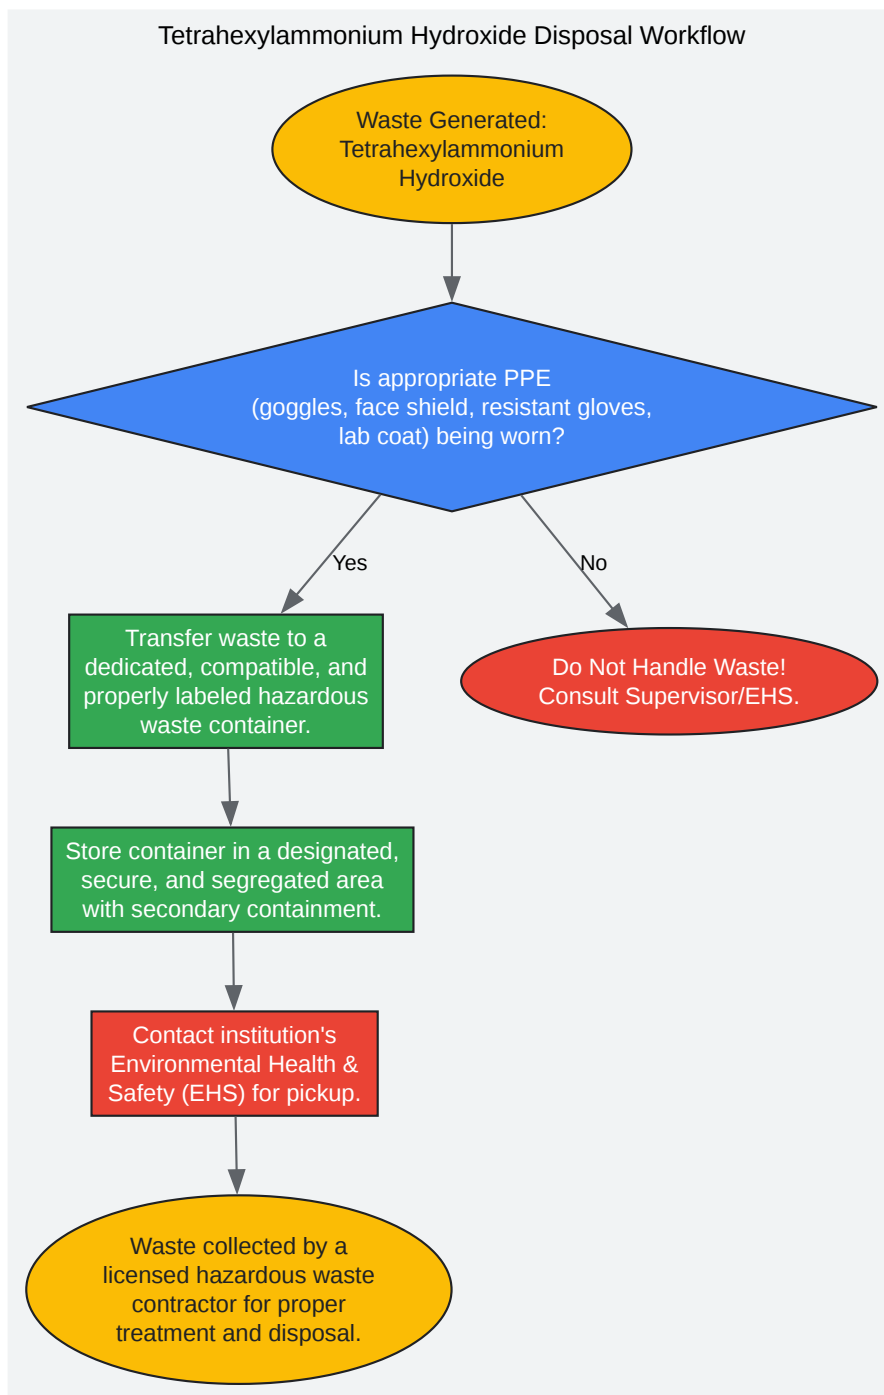 Tetrahexylammonium Hydroxide Disposal Workflow
Waste Generated:
Tetrahexylammonium
Hydroxide
Is appropriate PPE
(goggles, face shield, resistant gloves,
lab coat) being worn?
Yes
No
Transfer waste to a
dedicated, compatible, and
properly labeled hazardous
waste container.
Do Not Handle Waste!
Consult Supervisor/EHS.
Store container in a designated,
secure, and segregated area
with secondary containment.
Contact institution's
Environmental Health &
Safety (EHS) for pickup.
Waste collected by a
licensed hazardous waste
contractor for proper
treatment and disposal.